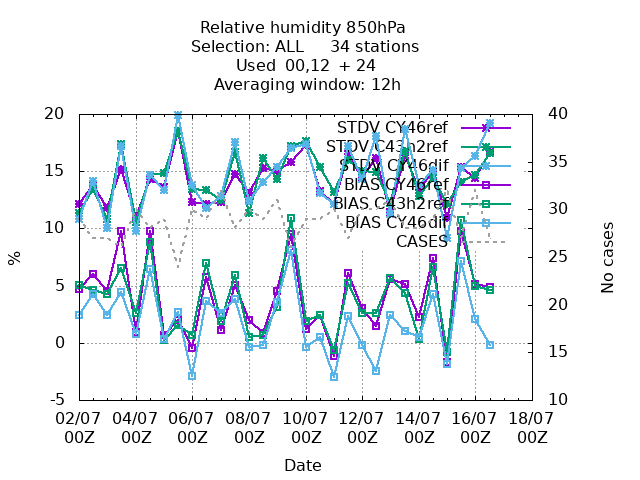 Relative humidity 850hPa
Selection: ALL 34 stations
Used 00,12 + 24
Averaging window: 12h
20
15
10
5
0
-5
%
40
35
30
25
20
15
10
No cases
STDV CY46ref
STDV C43h2ref
STDV CY46dif
BIAS CY46ref
BIAS C43h2ref
BIAS CY46dif
CASES
02/07 04/07 06/07 08/07 10/07 12/07 14/07 16/07 18/07
00Z 00Z 00Z 00Z 00Z 00Z 00Z 00Z 00Z
Date